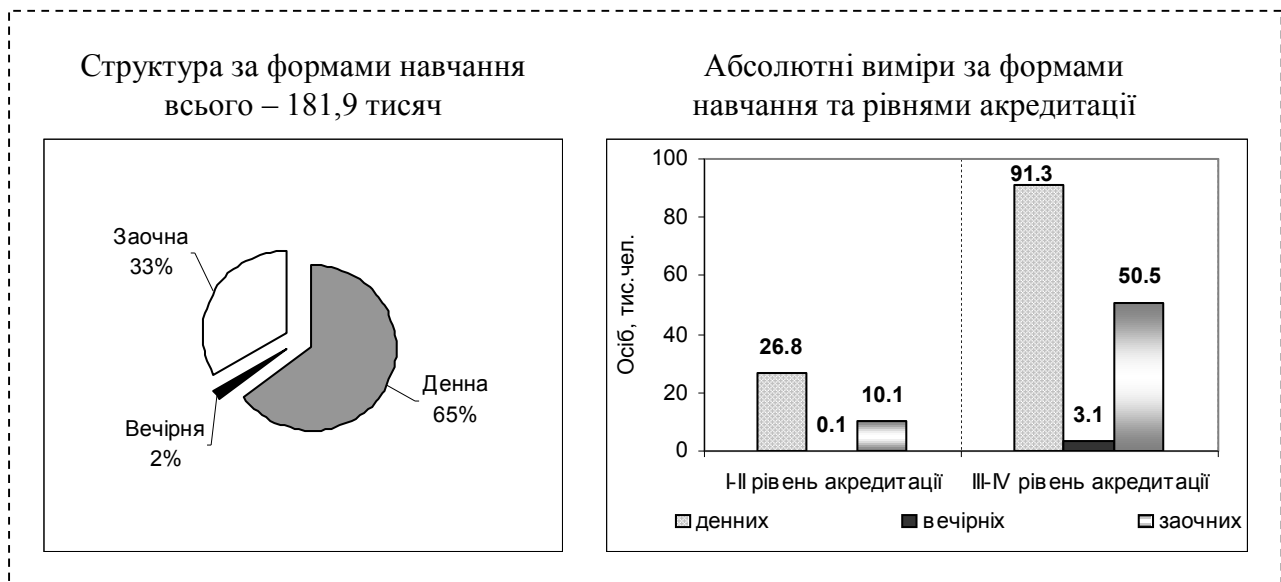 Структура за формами навчання
всього – 181,9 тисяч
Заочна
33%
Вечірня
2%
Денна
65%
Абсолютні виміри за формами
навчання та рівнями акредитації
Осіб, тис.чел.
100
80
60
40
20
0
26.8
0.1
10.1
91.3
3.1
50.5
I-II рівень акредитації
III-IV рівень акредитації
денних
вечірніх
заочних